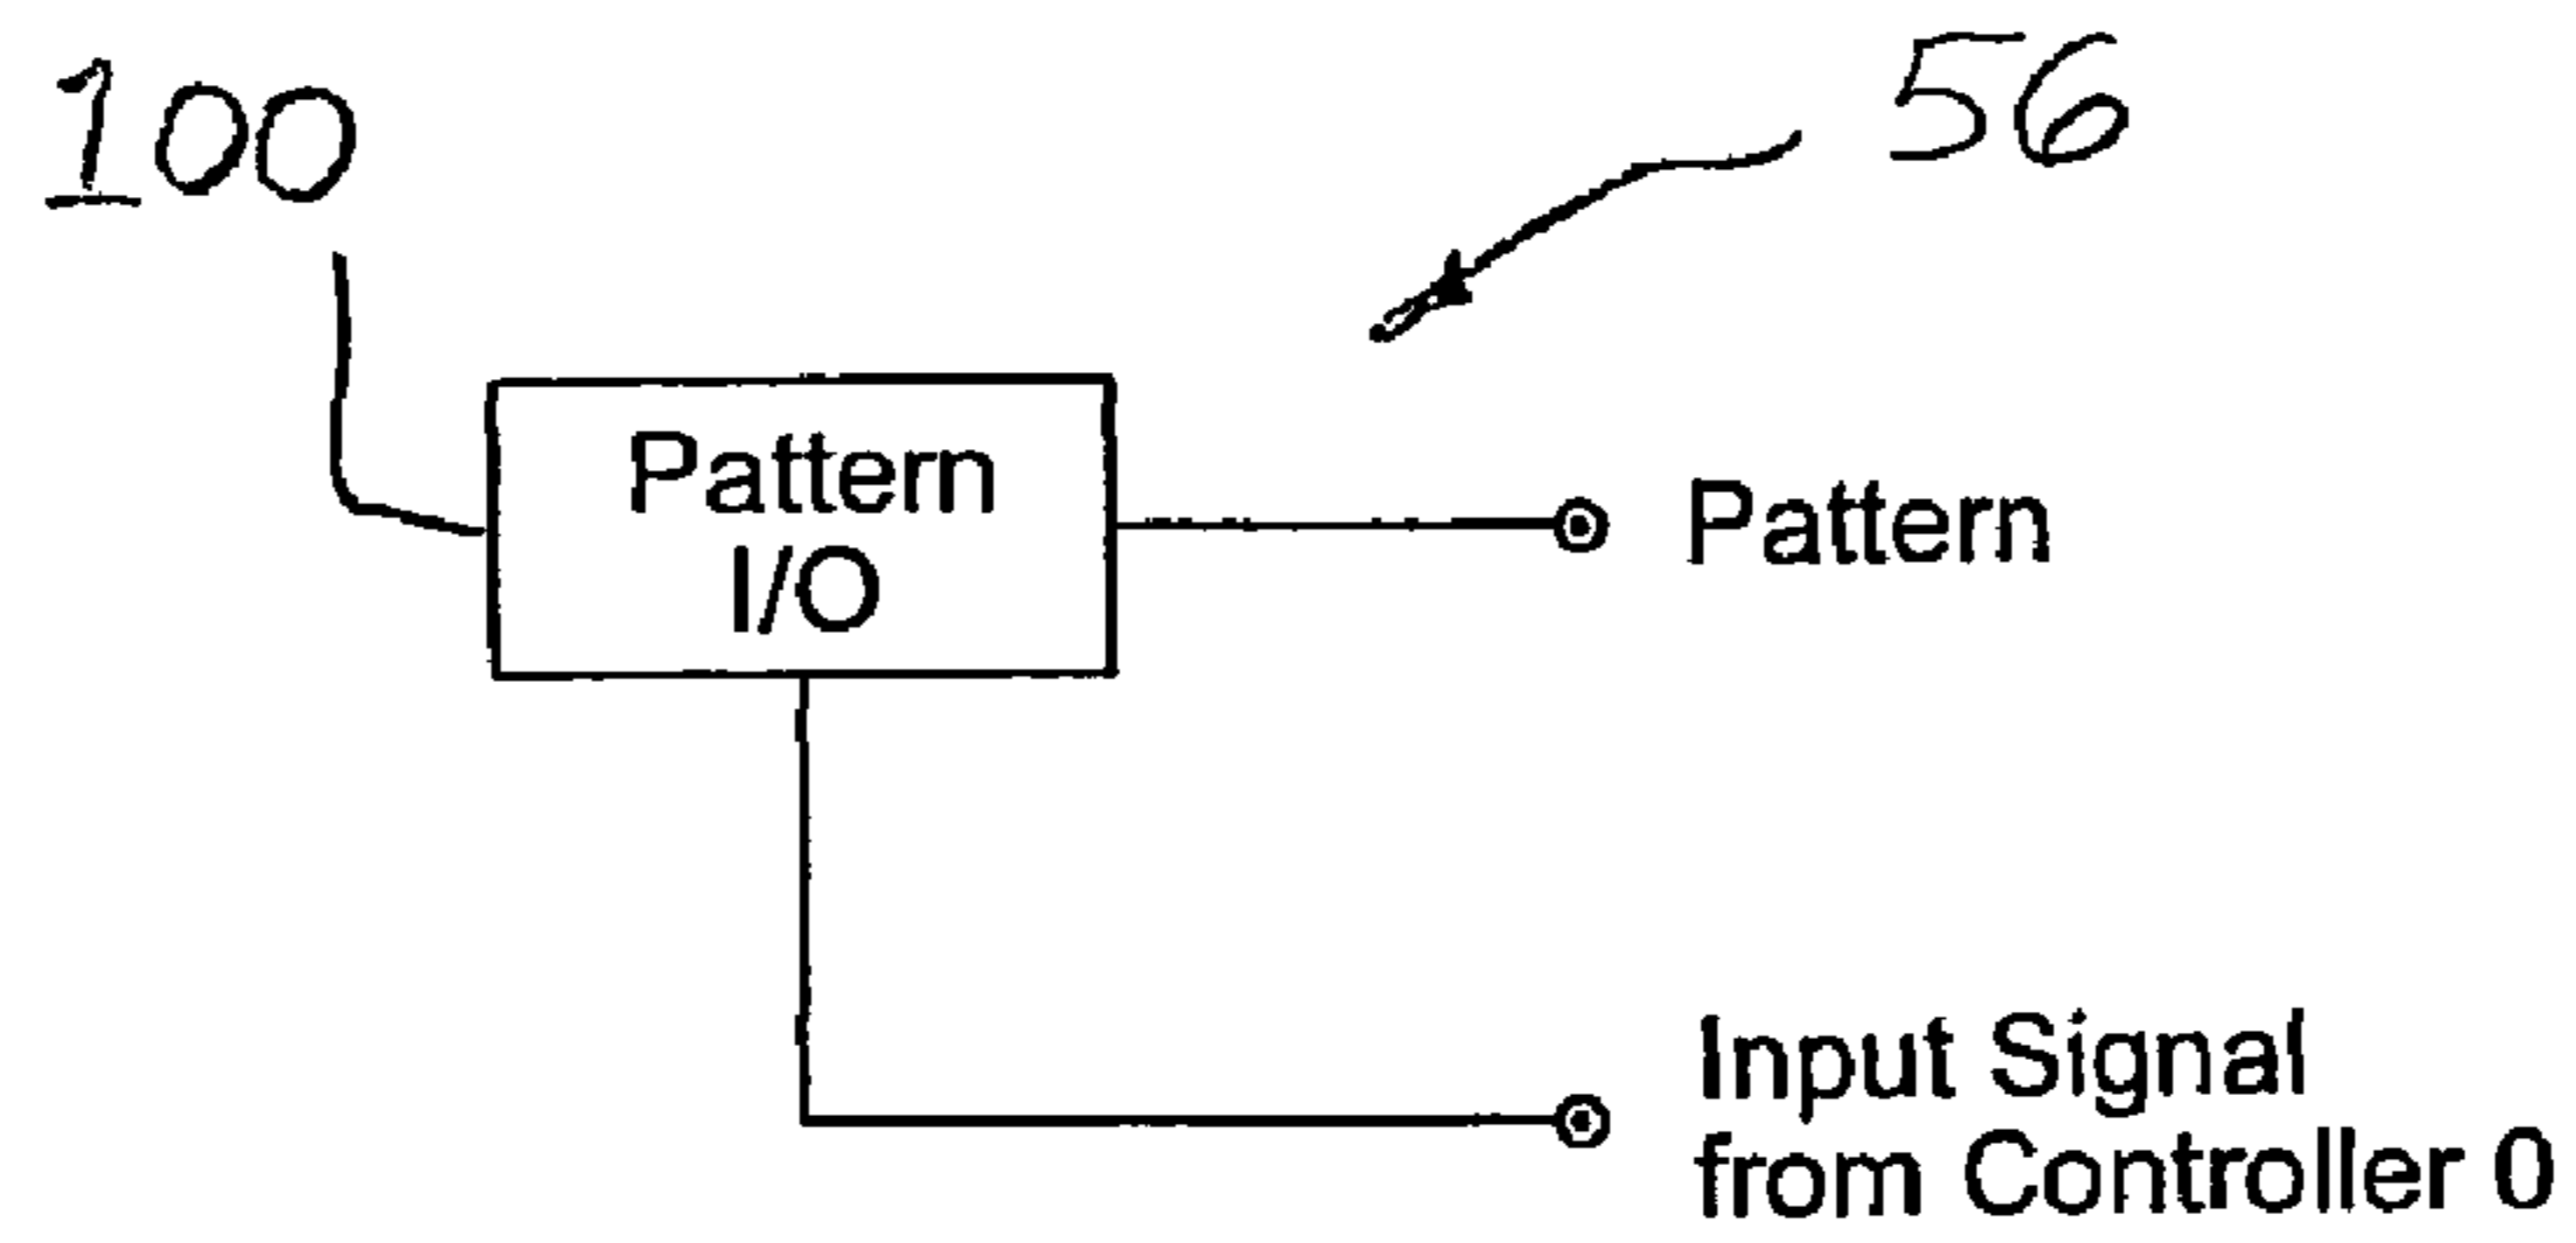 100
56
Pattern
I/O
Pattern
Input Signal
from Controller 0